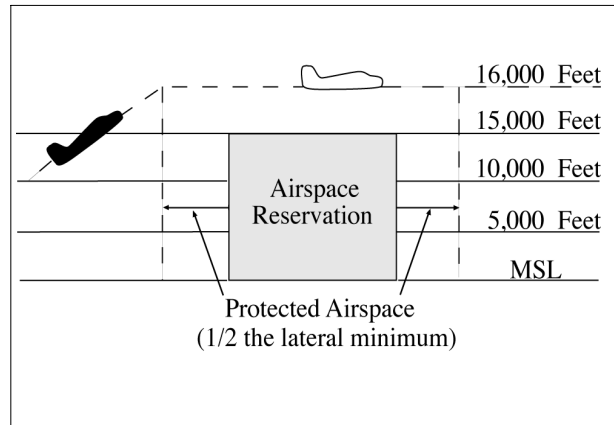 16,000 Feet
15,000 Feet
10,000 Feet
5,000 Feet
MSL
Airspace
Reservation
Protected Airspace
(1/2 the lateral minimum)